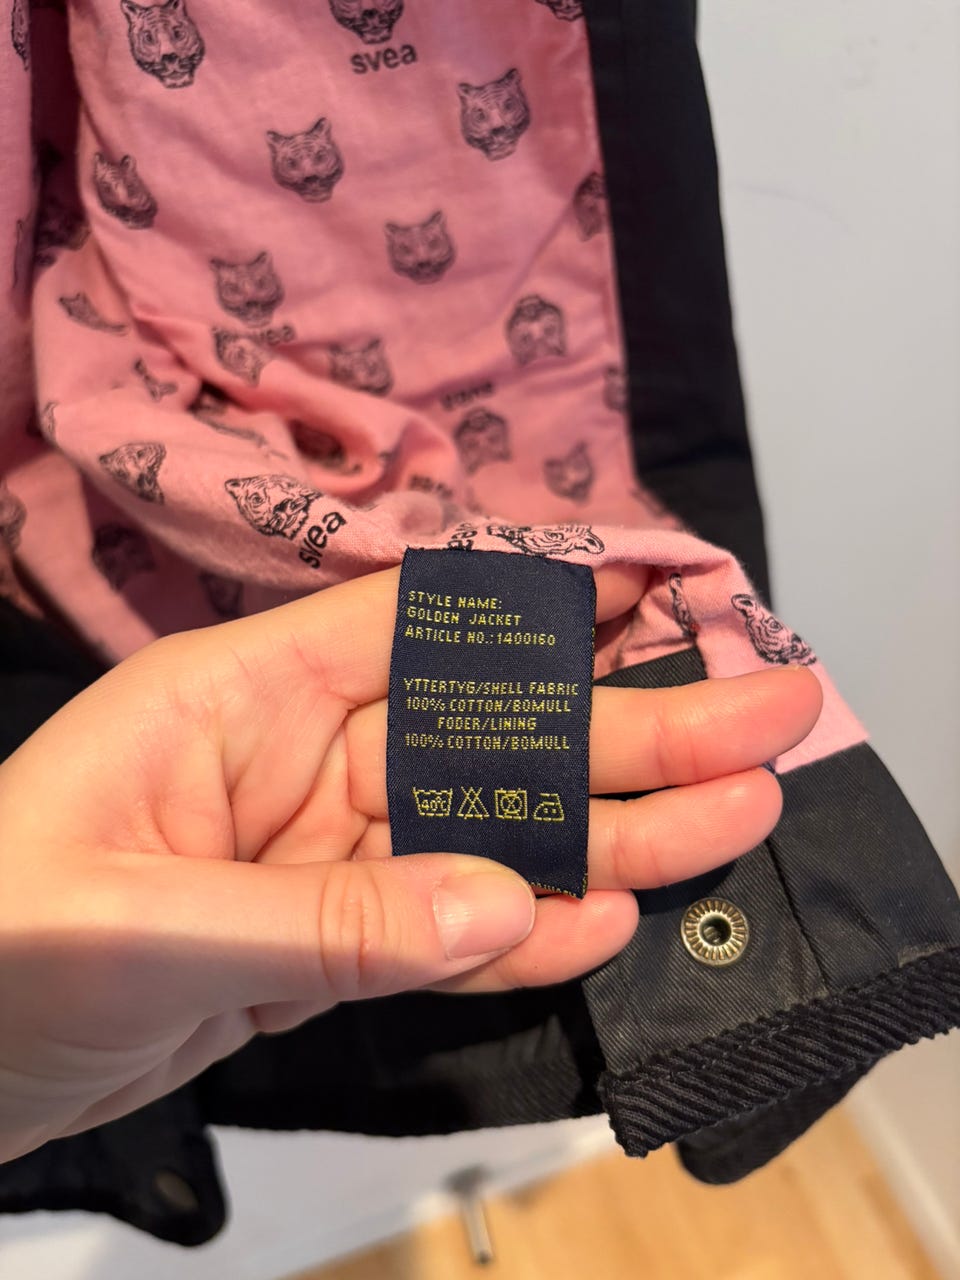 svea
svea
svea
STYLE NAME:
GOLDEN JACKET
ARTICLE NO.:1400160
YTTERTYG/SHELL FABRIC
100% COTTON/BOMULL
FODER/LINING
100% COTTON/BOMULL
40°C